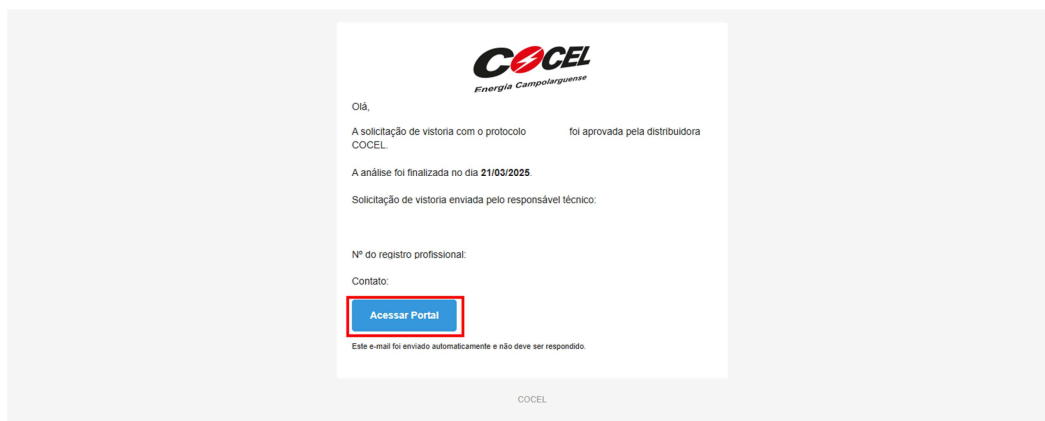 COCEL
Energia Campolarguense
Olá,
A solicitação de vistoria com o protocolo foi aprovada pela distribuidora
COCEL.
A análise foi finalizada no dia 21/03/2025.
Solicitação de vistoria enviada pelo responsável técnico:
Nº do registro profissional:
Contato:
Acessar Portal
Este e-mail foi enviado automaticamente e não deve ser respondido.
COCEL